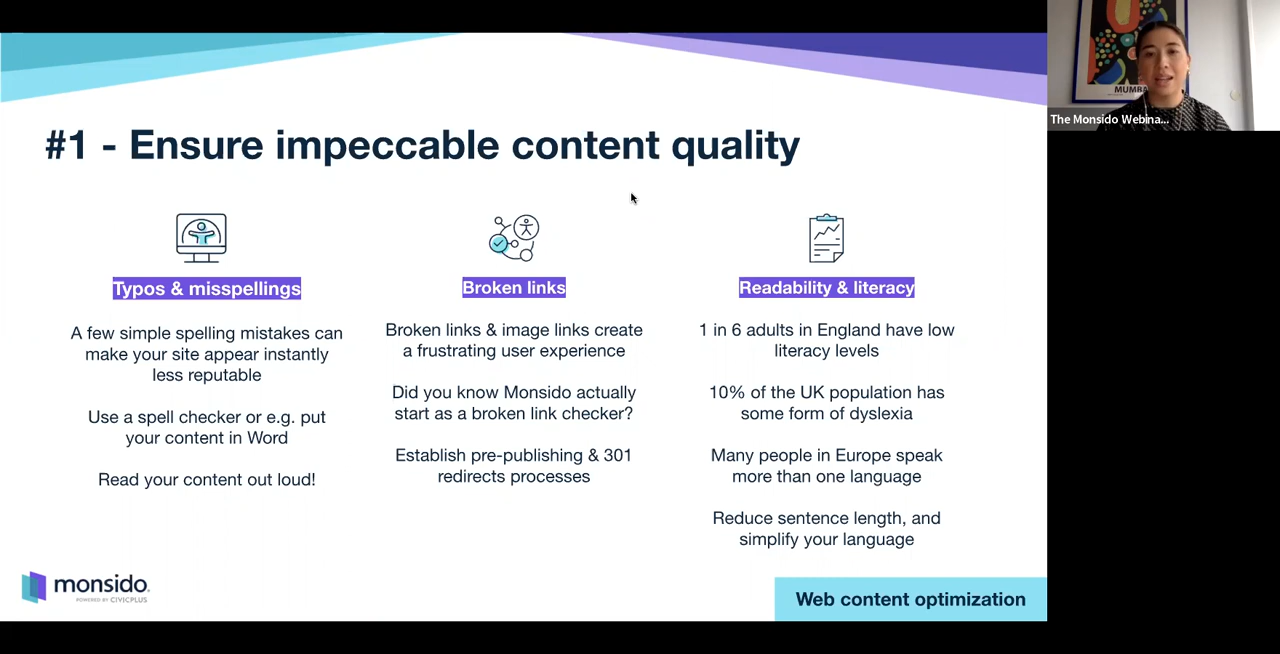 #1 - Ensure impeccable content quality
Typos & misspellings
A few simple spelling mistakes can
make your site appear instantly
less reputable
Use a spell checker or e.g. put
your content in Word
Read your content out loud!
Broken links
Broken links & image links create
a frustrating user experience
Did you know Monsido actually
start as a broken link checker?
Establish pre-publishing & 301
redirects processes
Readability & literacy
1 in 6 adults in England have low
literacy levels
10% of the UK population has
some form of dyslexia
Many people in Europe speak
more than one language
Reduce sentence length, and
simplify your language
monsido
POWERED BY CIVICPLUS
Web content optimization
MUMBA
The Monsido Webina...